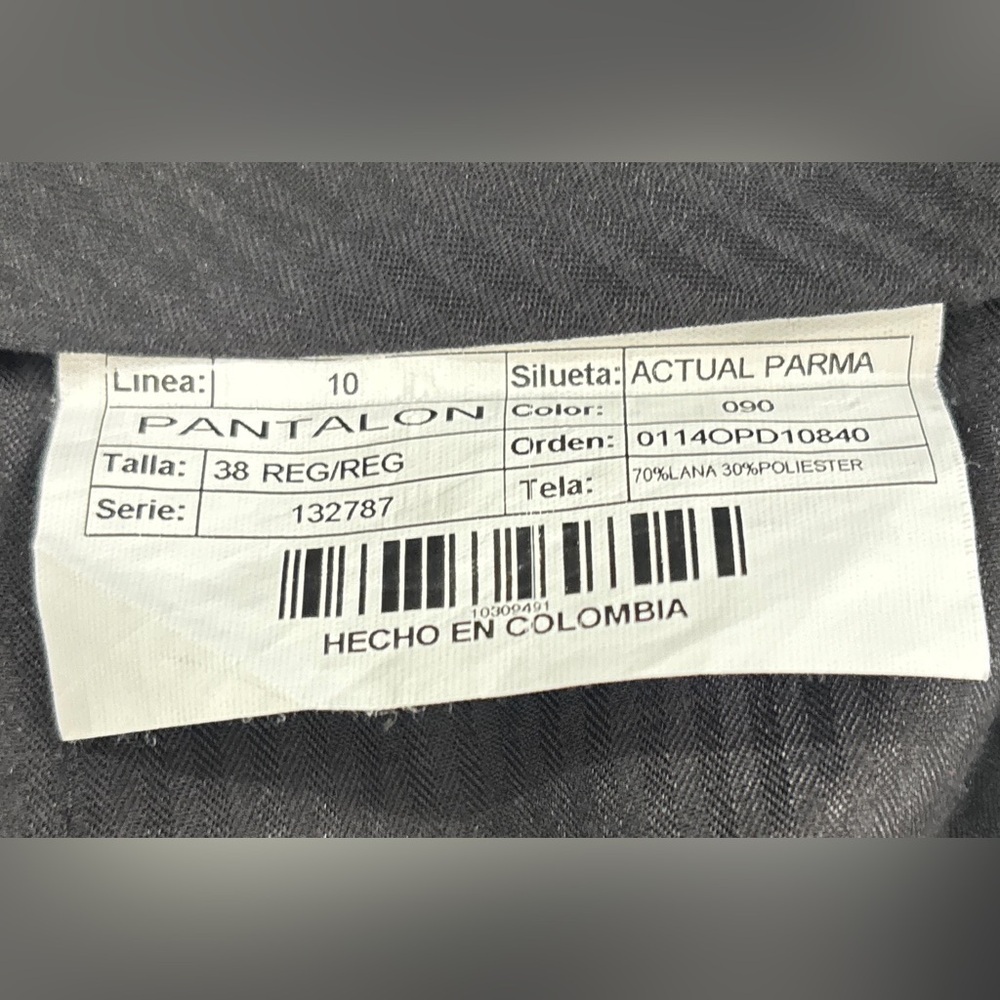 Linea: 10 Silueta: ACTUAL PARMA
PANTALON Color: 090
Talla: 38 REG/REG Orden: 0114OPD10840
Serie: 132787 Tela: 70%LANA 30%POLIESTER
10309491
HECHO EN COLOMBIA